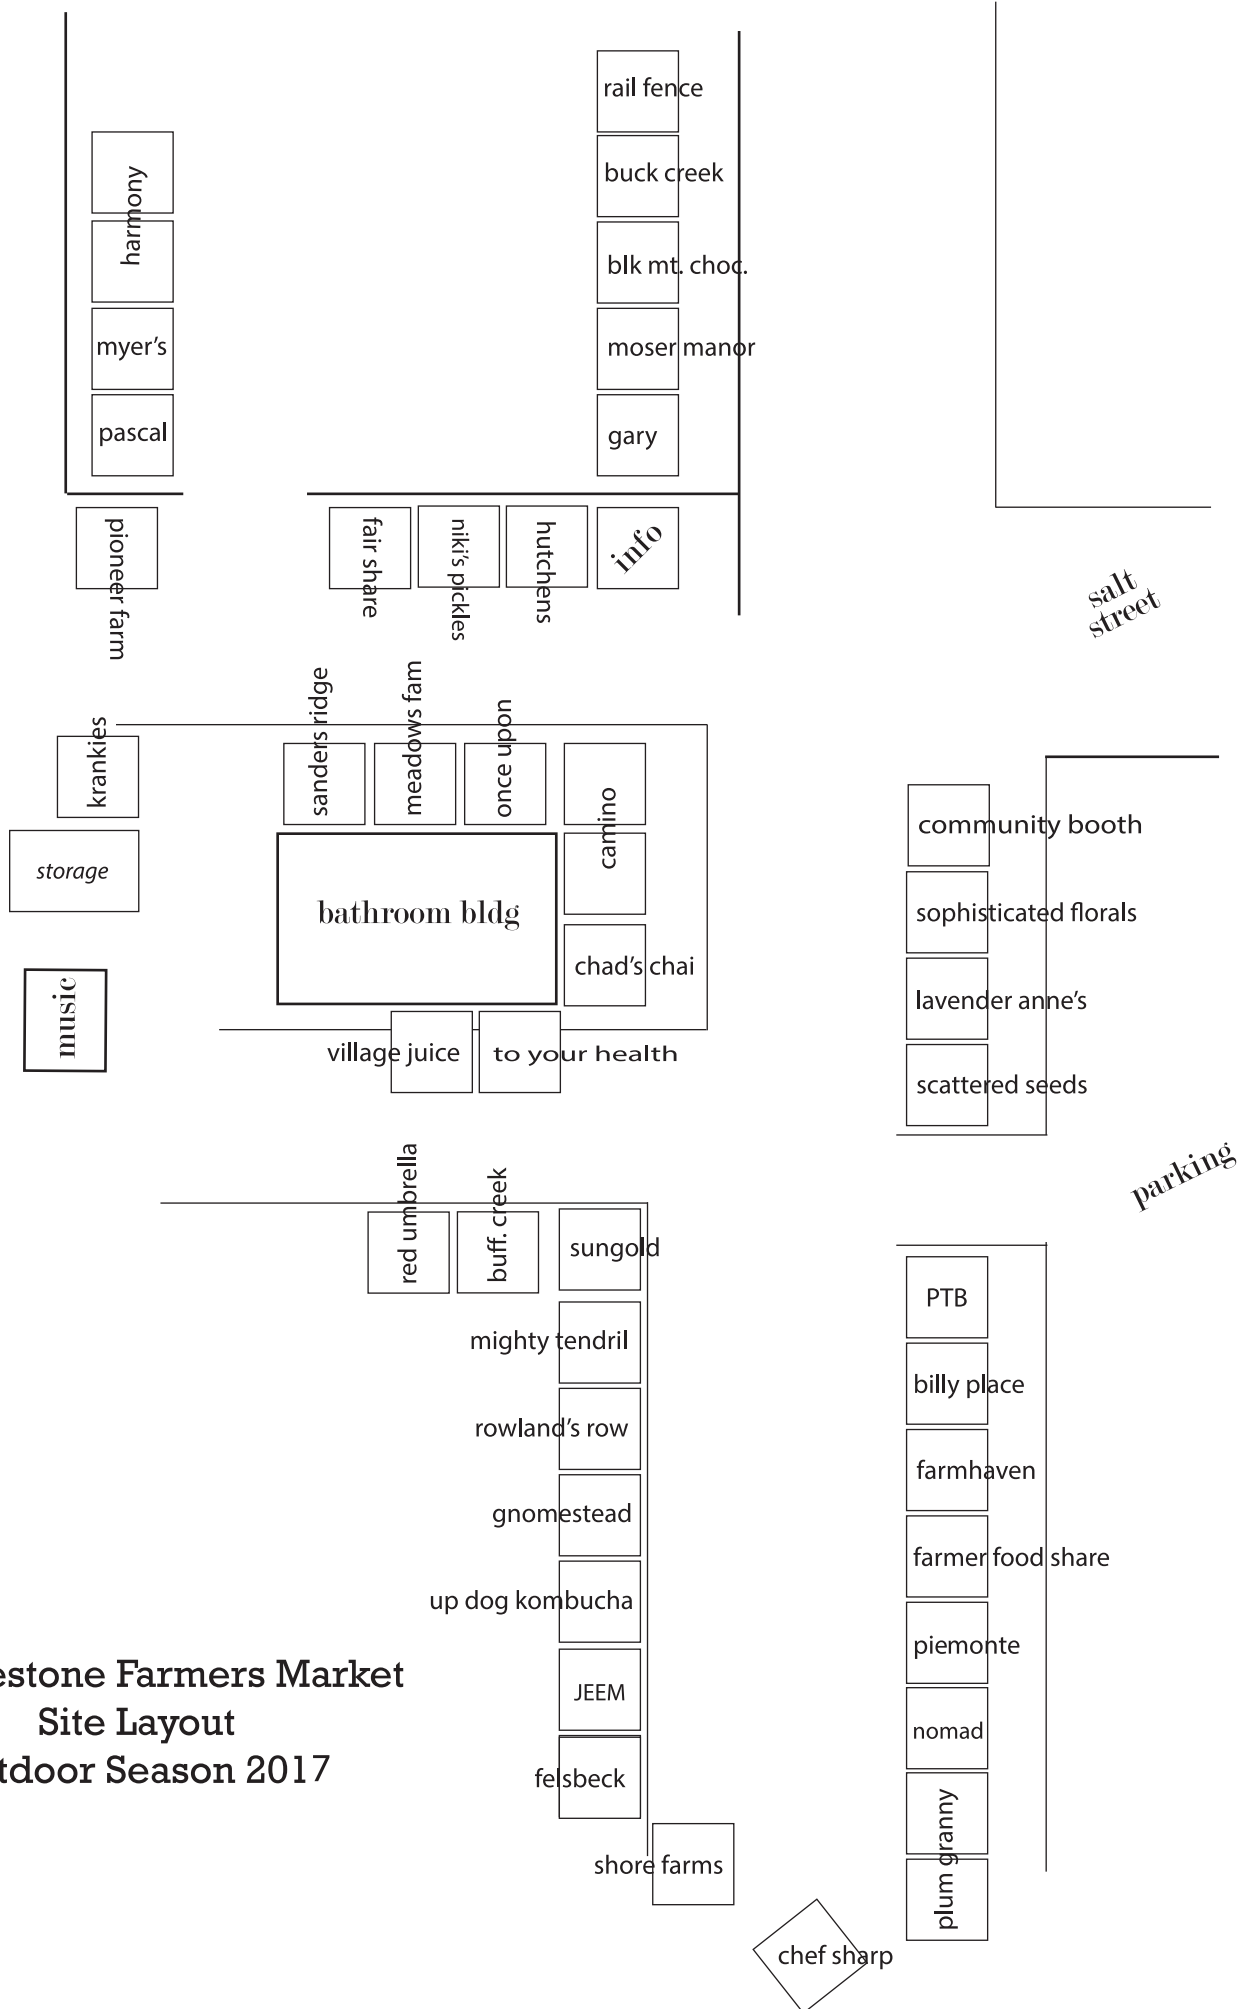 rail fence
buck creek
harmony
blk mt. choc.
myer's
moser manor
pascal
gary
pioneer farm
fair share
niki's pickles
hutchens
info
salt
street
krankies
sanders ridge
meadows fam
once upon
camino
community booth
storage
bathroom bldg
sophisticated florals
chad's chai
music
lavender anne's
village juice
to your health
scattered seeds
parking
red umbrella
buff. creek
sungold
PTB
mighty tendril
billy place
rowland's row
farmhaven
gnomestead
farmer food share
up dog kombucha
piemonte
estone Farmers Market
Site Layout
tdoor Season 2017
JEEM
nomad
felsbeck
plum granny
shore farms
chef sharp